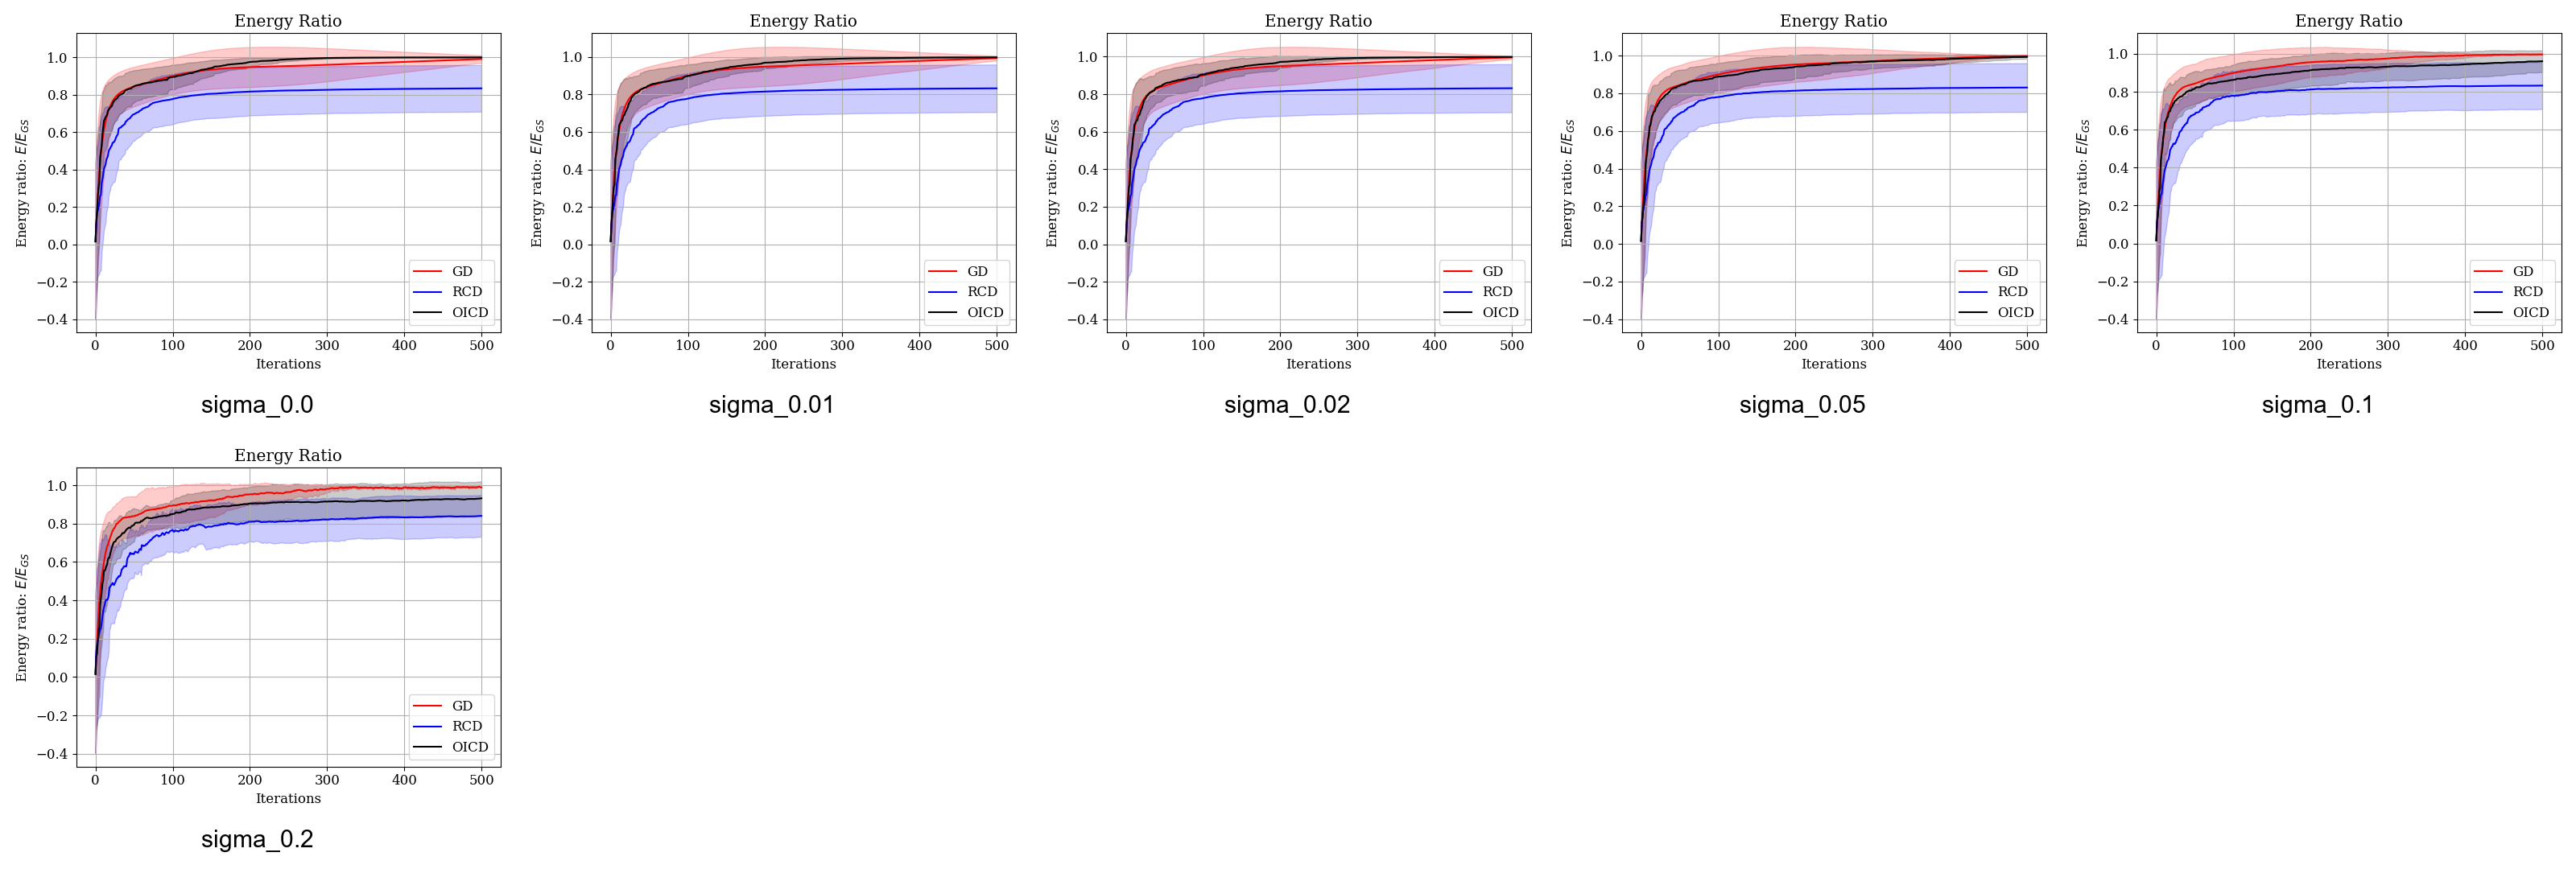 Energy Ratio
Energy ratio: E/E_GS
1.0
0.8
0.6
0.4
0.2
0.0
−0.2
−0.4
GD
RCD
OICD
0 100 200 300 400 500
Iterations
sigma_0.0
Energy Ratio
Energy ratio: E/E_GS
1.0
0.8
0.6
0.4
0.2
0.0
−0.2
−0.4
GD
RCD
OICD
0 100 200 300 400 500
Iterations
sigma_0.01
Energy Ratio
Energy ratio: E/E_GS
1.0
0.8
0.6
0.4
0.2
0.0
−0.2
−0.4
GD
RCD
OICD
0 100 200 300 400 500
Iterations
sigma_0.02
Energy Ratio
Energy ratio: E/E_GS
1.0
0.8
0.6
0.4
0.2
0.0
−0.2
−0.4
GD
RCD
OICD
0 100 200 300 400 500
Iterations
sigma_0.05
Energy Ratio
Energy ratio: E/E_GS
1.0
0.8
0.6
0.4
0.2
0.0
−0.2
−0.4
GD
RCD
OICD
0 100 200 300 400 500
Iterations
sigma_0.1
Energy Ratio
Energy ratio: E/E_GS
1.0
0.8
0.6
0.4
0.2
0.0
−0.2
−0.4
GD
RCD
OICD
0 100 200 300 400 500
Iterations
sigma_0.2